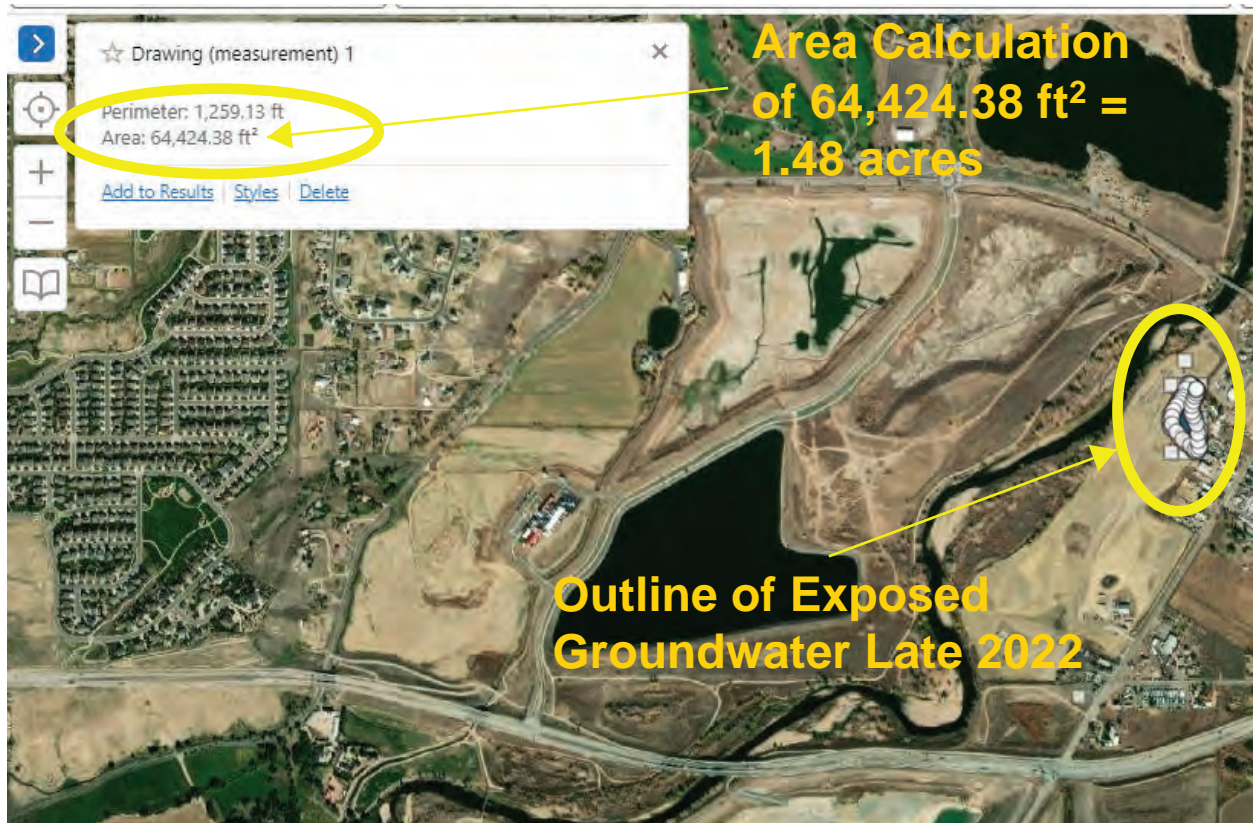 ☆ Drawing (measurement) 1 ×
Perimeter: 1,259.13 ft
Area: 64,424.38 ft²
Add to Results | Styles | Delete
Area Calculation
of 64,424.38 ft² =
1.48 acres
Outline of Exposed
Groundwater Late 2022